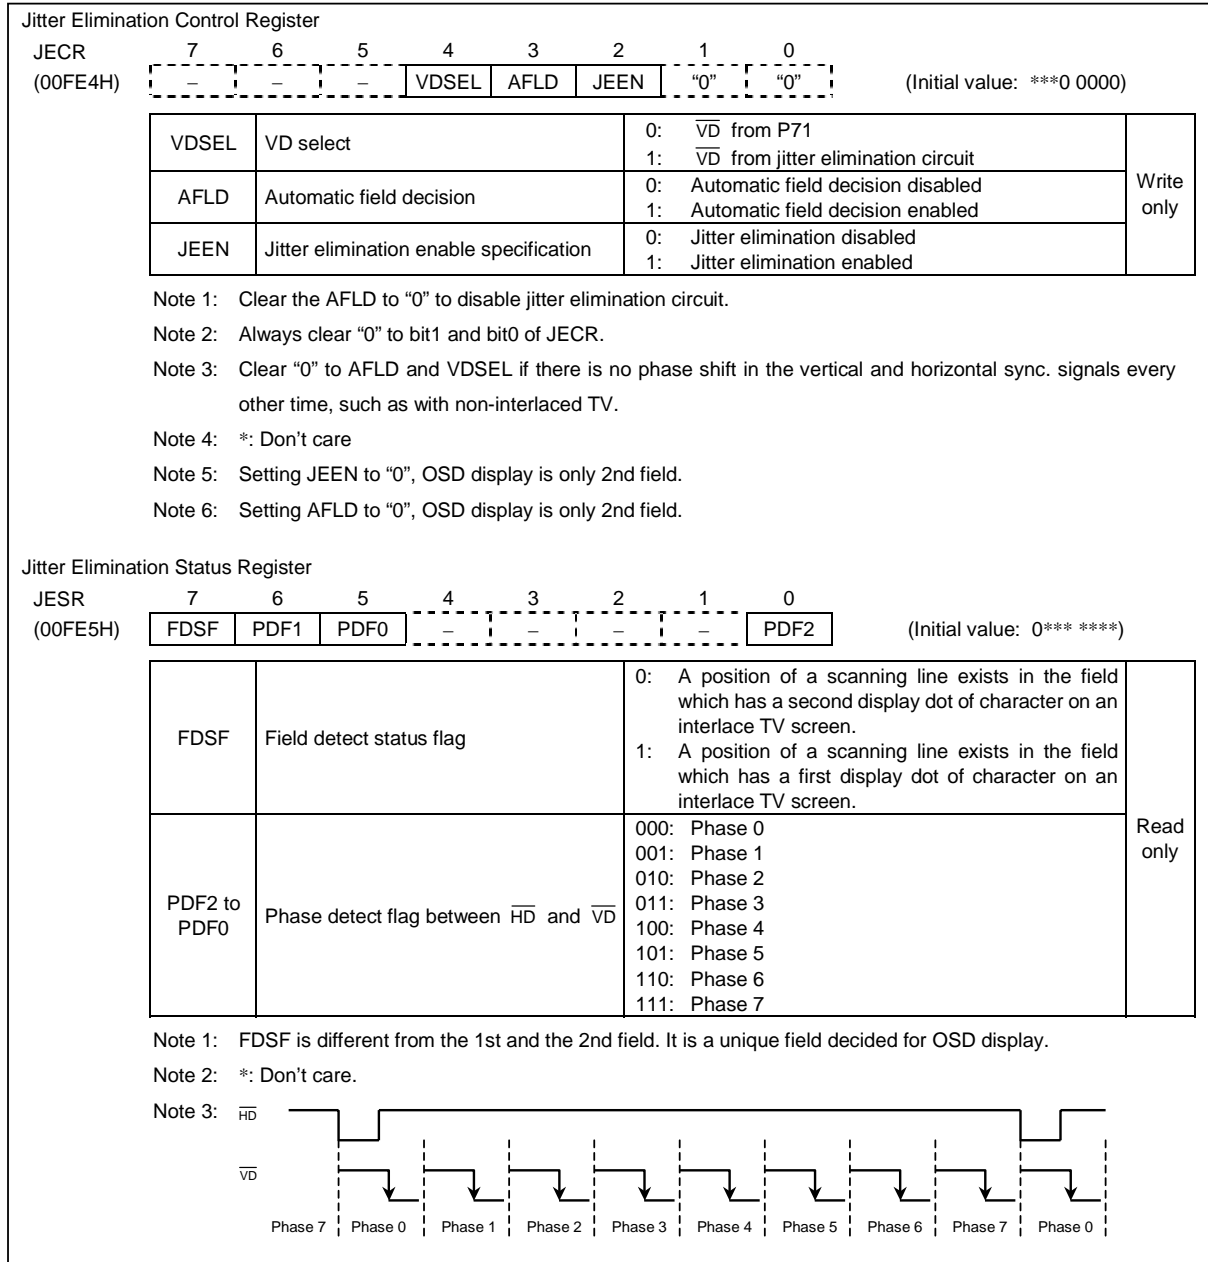 Jitter Elimination Control Register
JECR 7 6 5 4 3 2 1 0
(00FE4H) – – – VDSEL AFLD JEEN “0” “0” (Initial value: ***0 0000)
VDSEL VD select 0: VD from P71
1: VD from jitter elimination circuit
AFLD Automatic field decision 0: Automatic field decision disabled
1: Automatic field decision enabled
JEEN Jitter elimination enable specification 0: Jitter elimination disabled
1: Jitter elimination enabled
Write
only
Note 1: Clear the AFLD to “0” to disable jitter elimination circuit.
Note 2: Always clear “0” to bit1 and bit0 of JECR.
Note 3: Clear “0” to AFLD and VDSEL if there is no phase shift in the vertical and horizontal sync. signals every
other time, such as with non-interlaced TV.
Note 4: *: Don’t care
Note 5: Setting JEEN to “0”, OSD display is only 2nd field.
Note 6: Setting AFLD to “0”, OSD display is only 2nd field.
Jitter Elimination Status Register
JESR 7 6 5 4 3 2 1 0
(00FE5H) FDSF PDF1 PDF0 – – – – PDF2 (Initial value: 0*** ****)
FDSF Field detect status flag
0: A position of a scanning line exists in the field
which has a second display dot of character on an
interlace TV screen.
1: A position of a scanning line exists in the field
which has a first display dot of character on an
interlace TV screen.
PDF2 to
PDF0
Phase detect flag between HD and VD
000: Phase 0
001: Phase 1
010: Phase 2
011: Phase 3
100: Phase 4
101: Phase 5
110: Phase 6
111: Phase 7
Read
only
Note 1: FDSF is different from the 1st and the 2nd field. It is a unique field decided for OSD display.
Note 2: *: Don’t care.
Note 3: HD
VD
Phase 7 Phase 0 Phase 1 Phase 2 Phase 3 Phase 4 Phase 5 Phase 6 Phase 7 Phase 0